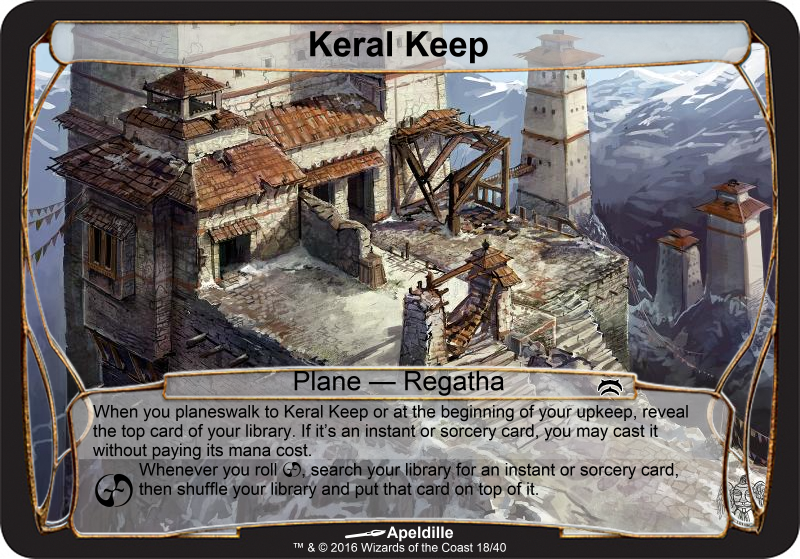 Keral Keep
Plane — Regatha
When you planeswalk to Keral Keep or at the beginning of your upkeep, reveal
the top card of your library. If it's an instant or sorcery card, you may cast it
without paying its mana cost.
Whenever you roll , search your library for an instant or sorcery card,
then shuffle your library and put that card on top of it.
Apeldille
™ & © 2016 Wizards of the Coast 18/40